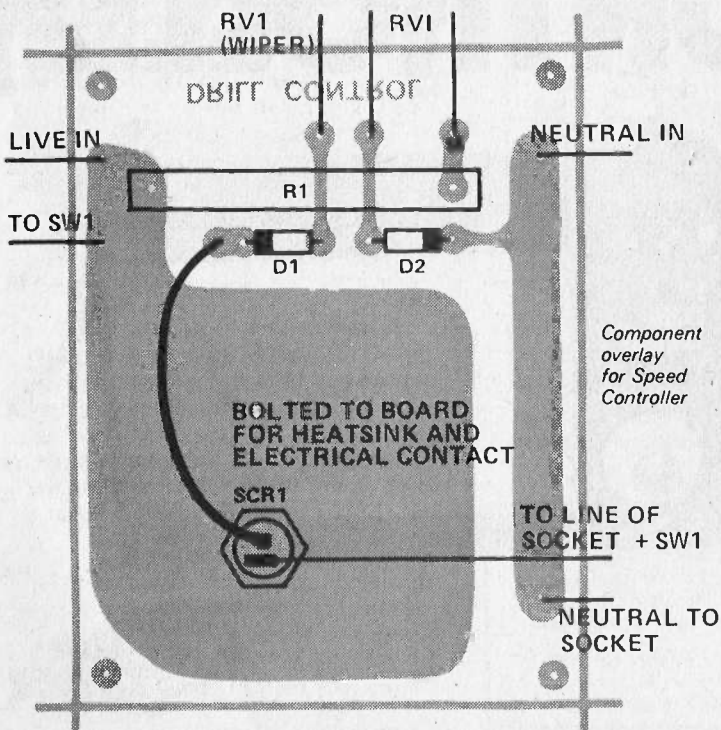 RV1
(WIPER)
RVI
DRILL CONTROL
LIVE IN
NEUTRAL IN
R1
TO SW1
D1
D2
Component
overlay
for Speed
Controller
BOLTED TO BOARD
FOR HEATSINK AND
ELECTRICAL CONTACT
SCR1
TO LINE OF
SOCKET + SW1
NEUTRAL TO
SOCKET